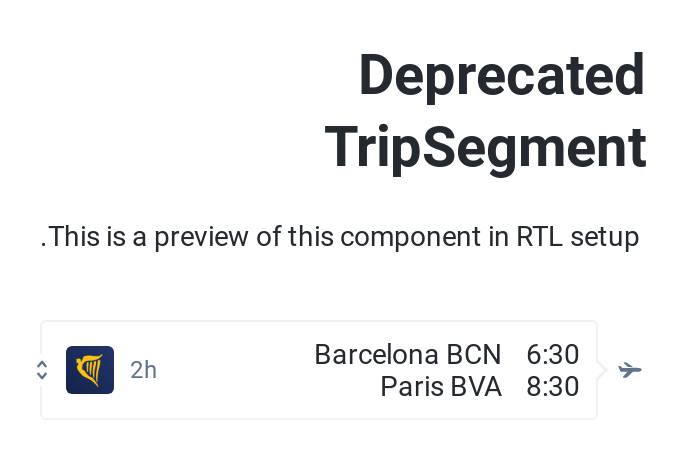 Deprecated
TripSegment
.This is a preview of this component in RTL setup
2h
Barcelona BCN 6:30
Paris BVA 8:30